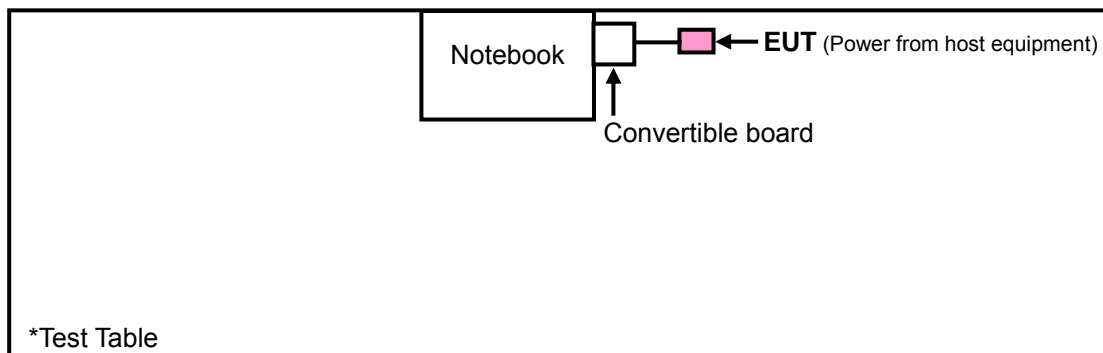 Notebook
EUT (Power from host equipment)
Convertible board
*Test Table